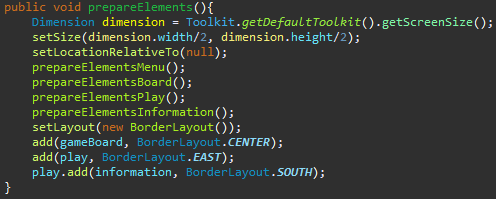 public void prepareElements(){
Dimension dimension = Toolkit.getDefaultToolkit().getScreenSize();
setSize(dimension.width/2, dimension.height/2);
setLocationRelativeTo(null);
prepareElementsMenu();
prepareElementsBoard();
prepareElementsPlay();
prepareElementsInformation();
setLayout(new BorderLayout());
add(gameBoard, BorderLayout.CENTER);
add(play, BorderLayout.EAST);
play.add(information, BorderLayout.SOUTH);
}